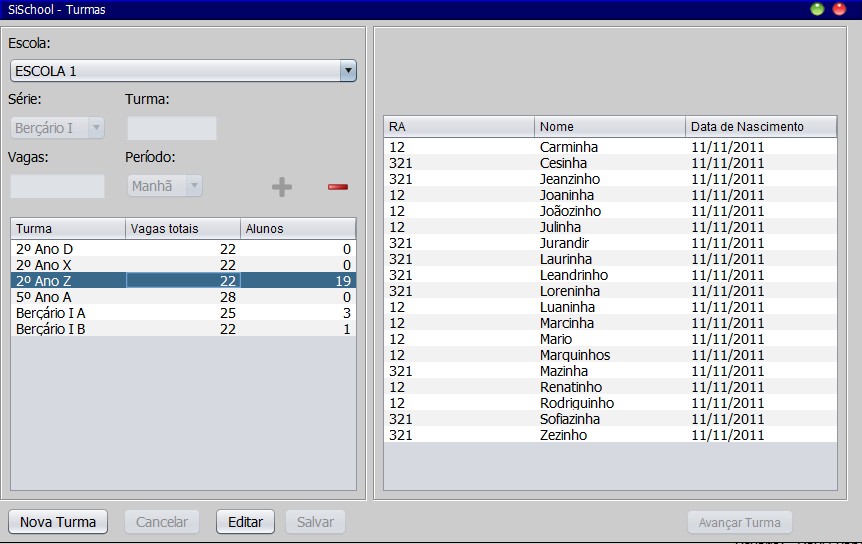 SiSchool - Turmas
Escola:
ESCOLA 1
Série: Turma:
Berçário I
Vagas: Período:
Manhã
Turma Vagas totais Alunos
2º Ano D 22 0
2º Ano X 22 0
2º Ano Z 22 19
5º Ano A 28 0
Berçário I A 25 3
Berçário I B 22 1
RA Nome Data de Nascimento
12 Carminha 11/11/2011
321 Cesinha 11/11/2011
321 Jeanzinho 11/11/2011
12 Joaninha 11/11/2011
12 Joãozinho 11/11/2011
12 Julinha 11/11/2011
321 Jurandir 11/11/2011
321 Laurinha 11/11/2011
321 Leandrinho 11/11/2011
321 Loreninha 11/11/2011
12 Luaninha 11/11/2011
12 Marcinha 11/11/2011
12 Mario 11/11/2011
12 Marquinhos 11/11/2011
321 Mazinha 11/11/2011
12 Renatinho 11/11/2011
12 Rodriguinho 11/11/2011
321 Sofiazinha 11/11/2011
321 Zezinho 11/11/2011
Nova Turma Cancelar Editar Salvar Avançar Turma